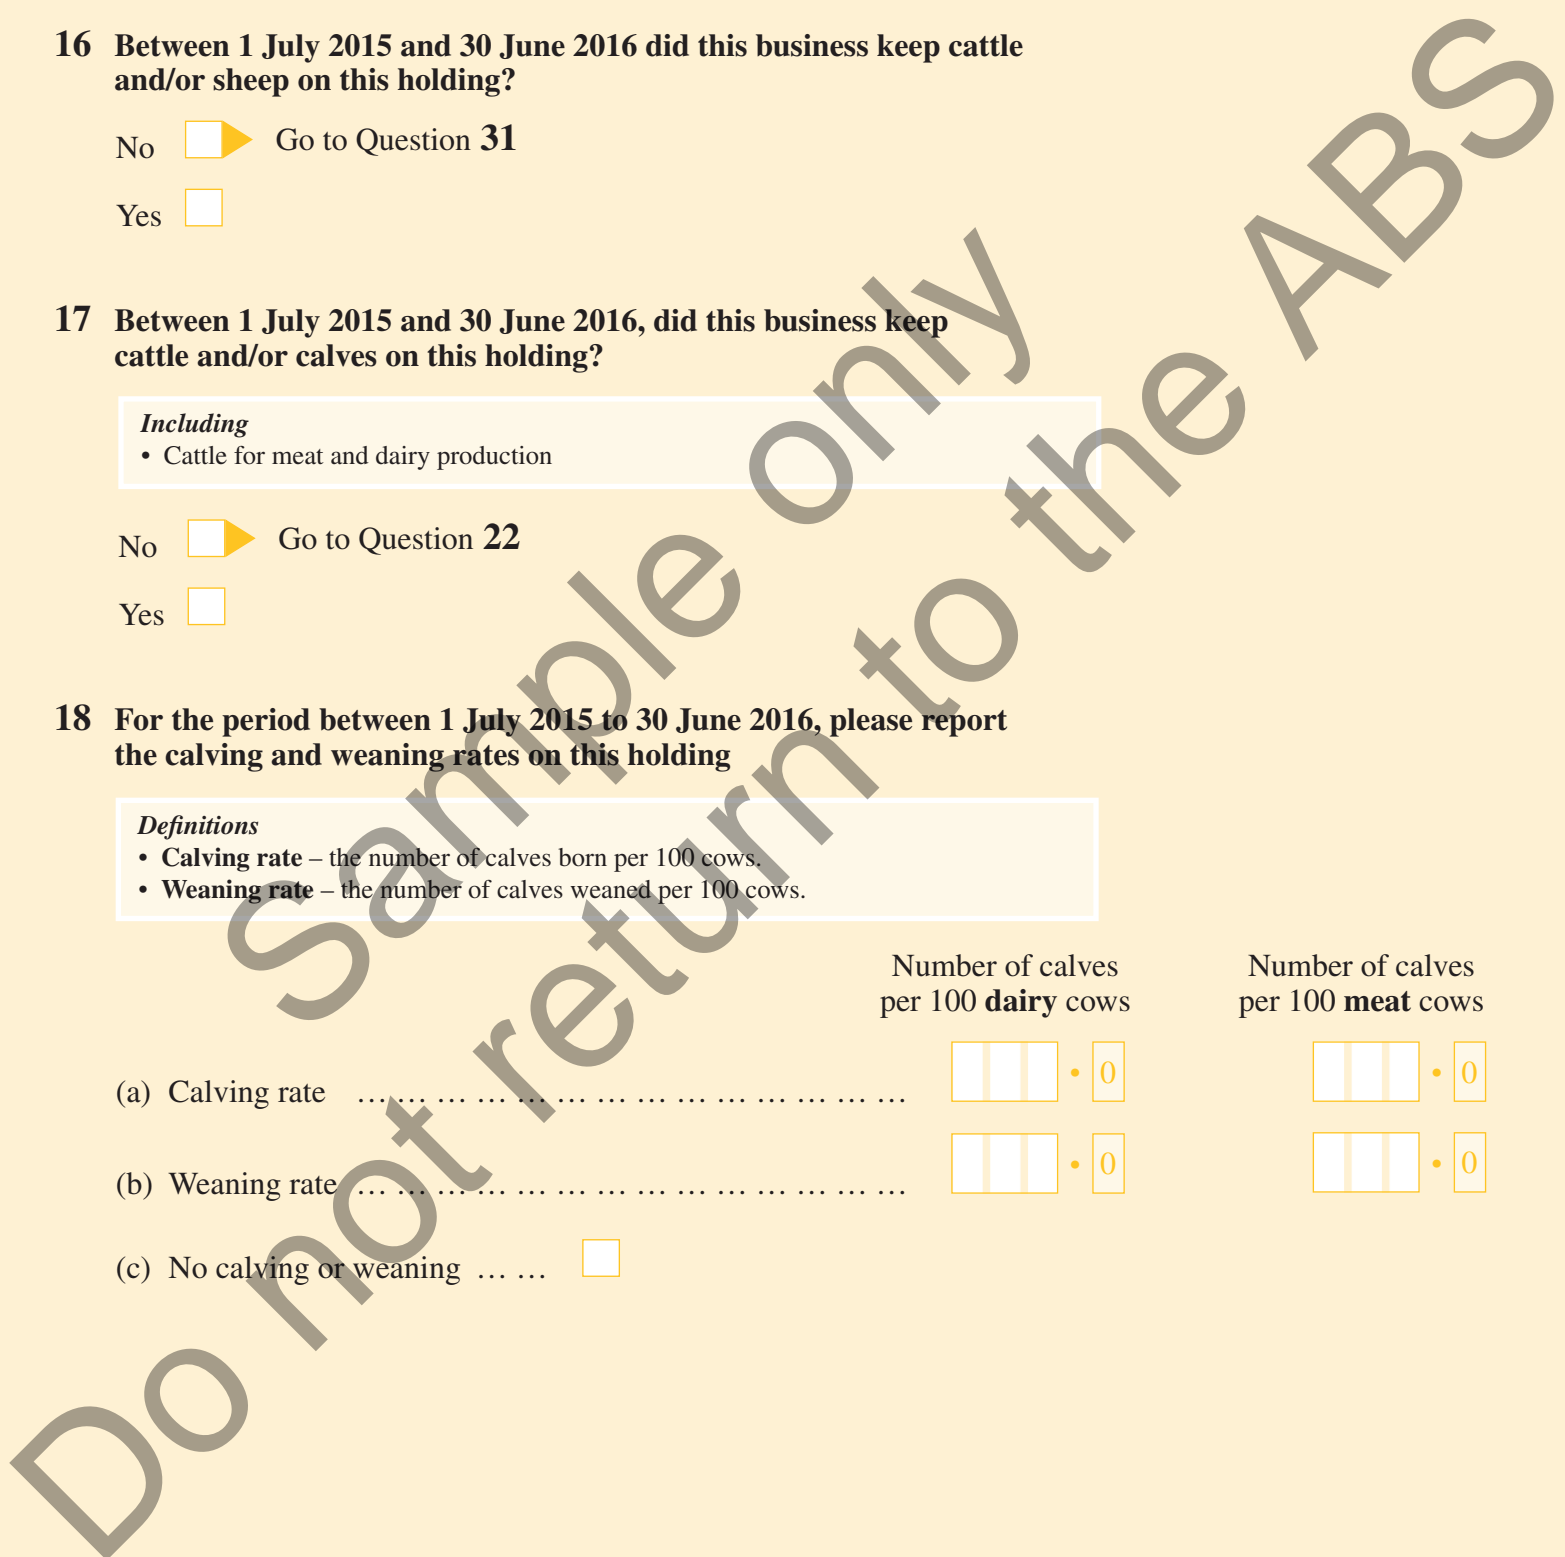 16 Between 1 July 2015 and 30 June 2016 did this business keep cattle
and/or sheep on this holding?
No Go to Question 31
Yes
17 Between 1 July 2015 and 30 June 2016, did this business keep
cattle and/or calves on this holding?
Including
• Cattle for meat and dairy production
No Go to Question 22
Yes
18 For the period between 1 July 2015 to 30 June 2016, please report
the calving and weaning rates on this holding
Definitions
• Calving rate – the number of calves born per 100 cows.
• Weaning rate – the number of calves weaned per 100 cows.
Number of calves Number of calves
per 100 dairy cows per 100 meat cows
(a) Calving rate … … … … … … … … … … … … … … • 0 • 0
(b) Weaning rate … … … … … … … … … … … … … … • 0 • 0
(c) No calving or weaning … …
Sample only
Do not return to the ABS